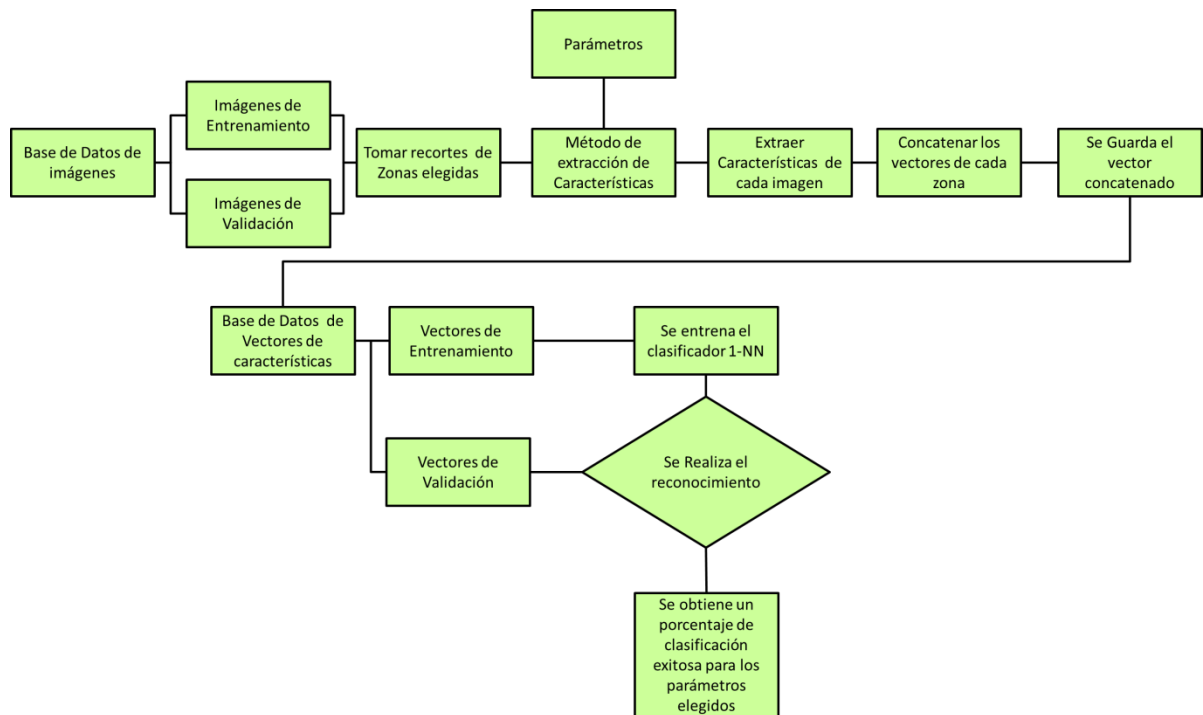 Parámetros
Imágenes de
Entrenamiento
Base de Datos de
imágenes
Imágenes de
Validación
Tomar recortes de
Zonas elegidas
Método de
extracción de
Características
Extraer
Características de
cada imagen
Concatenar los
vectores de cada
zona
Se Guarda el
vector
concatenado
Base de Datos de
Vectores de
características
Vectores de
Entrenamiento
Se entrena el
clasificador 1-NN
Vectores de
Validación
Se Realiza el
reconocimiento
Se obtiene un
porcentaje de
clasificación
exitosa para los
parámetros
elegidos